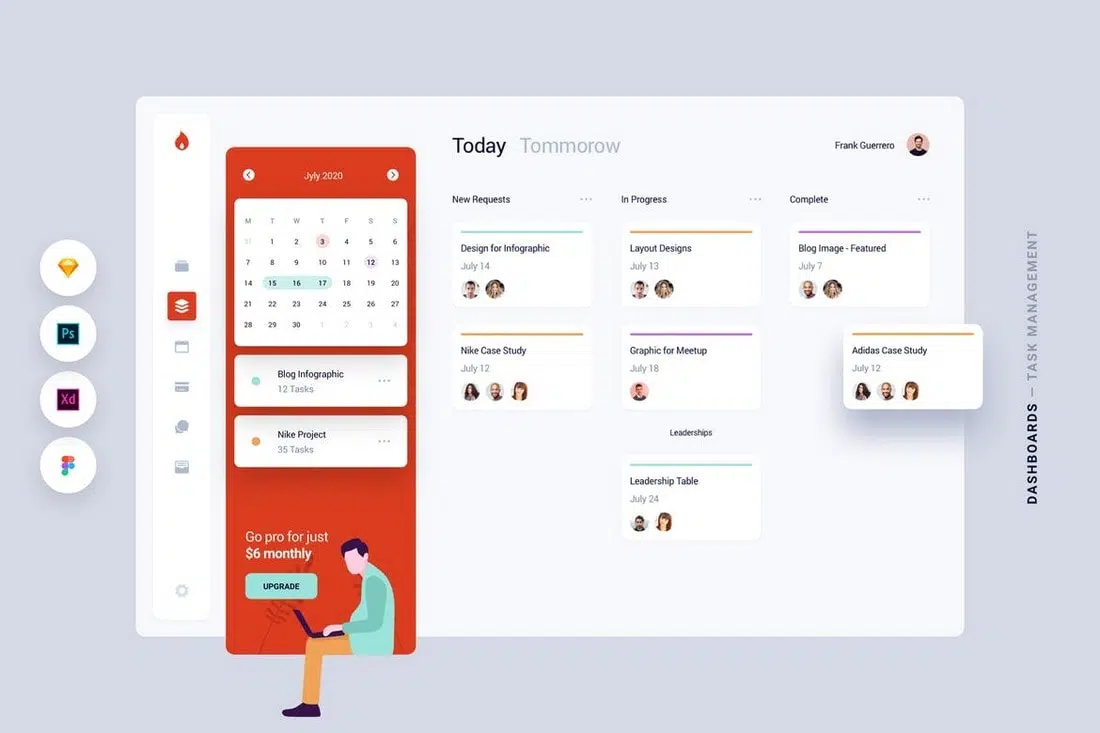 Ps
Xd
Jyly 2020
M T W T F S S
31 1 2 3 4 5 6
7 8 9 10 11 12 13
14 15 16 17 18 19 20
21 22 23 24 25 26 27
28 29 30 1 2 3 4
Blog Infographic
12 Tasks
Nike Project
35 Tasks
Go pro for just
$6 monthly
UPGRADE
Today Tommorow
Frank Guerrero
New Requests
Design for Infographic
July 14
Nike Case Study
July 12
In Progress
Layout Designs
July 13
Graphic for Meetup
July 18
Leaderships
Leadership Table
July 24
Complete
Blog Image - Featured
July 7
Adidas Case Study
July 12
DASHBOARDS — TASK MANAGEMENT